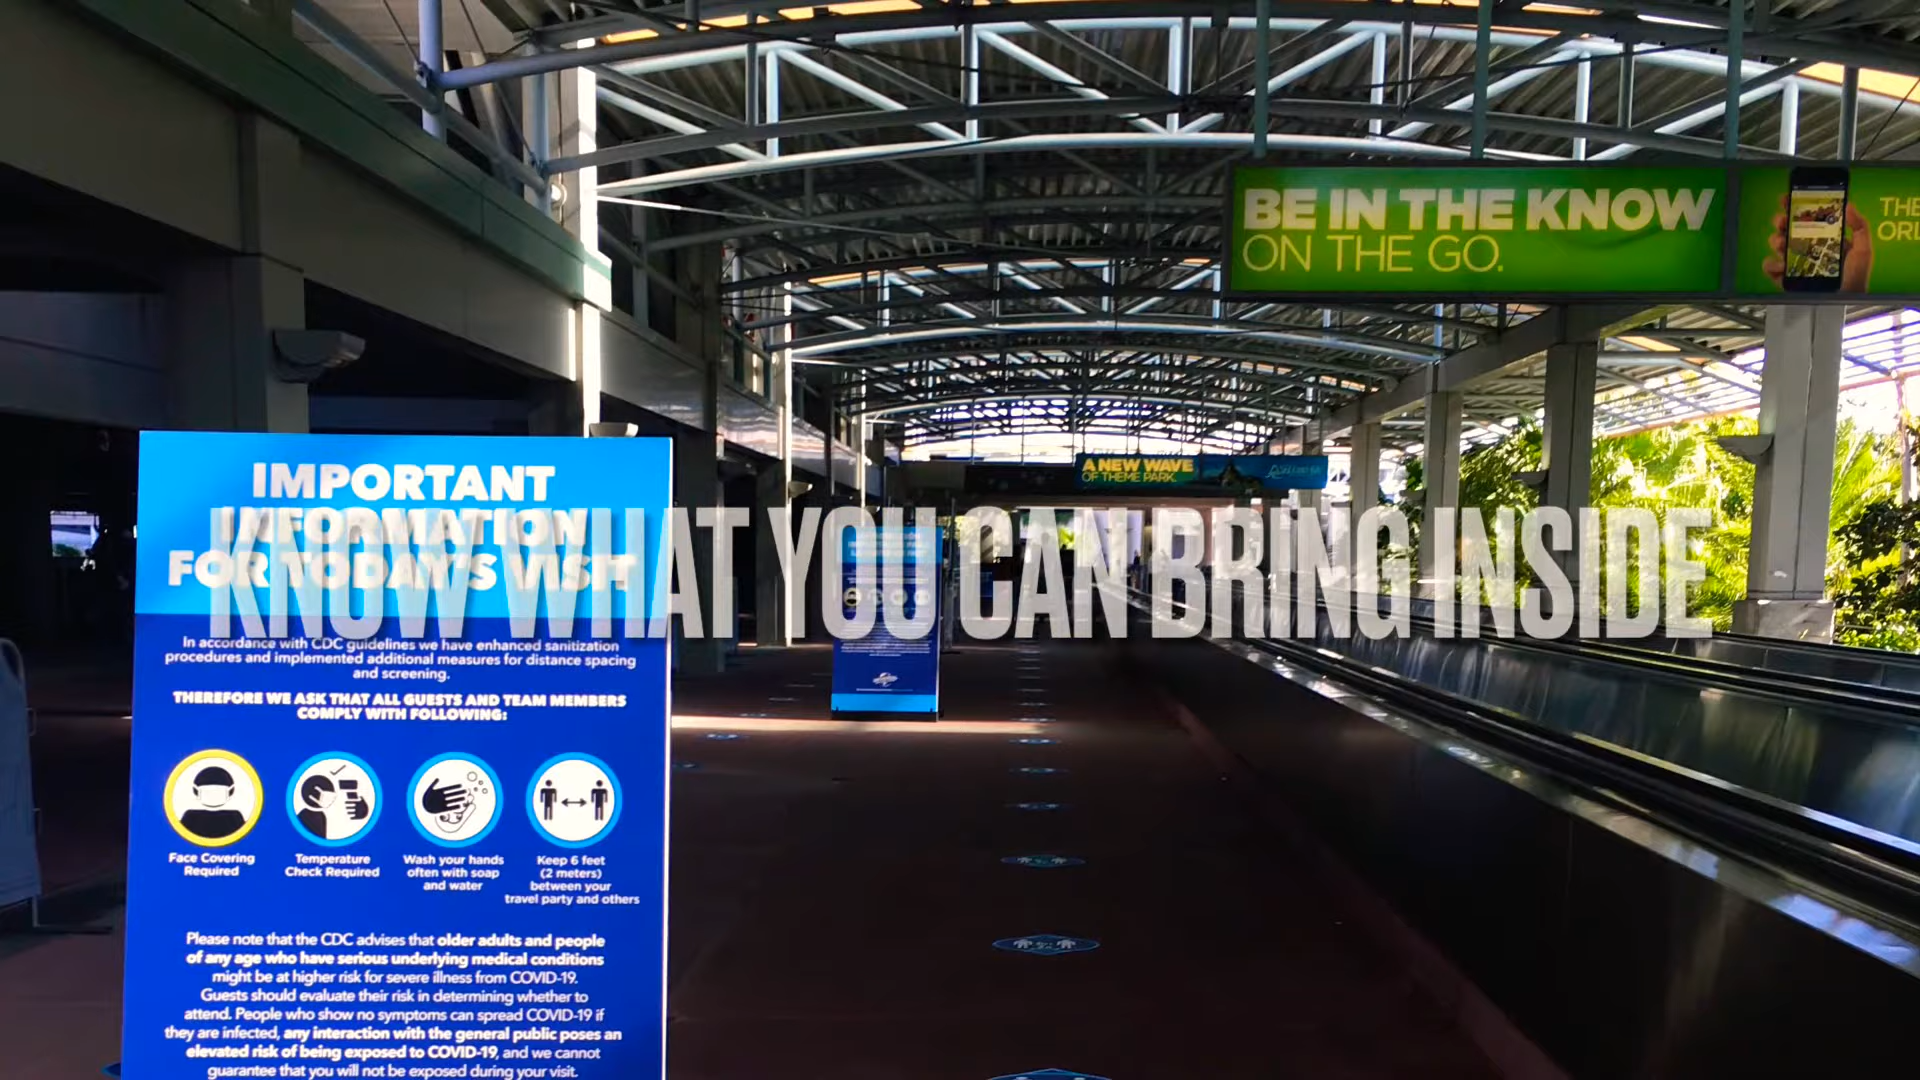 BE IN THE KNOW
ON THE GO.
THE
A NEW WAVE
OF THEME PARK.
KNOW WHAT YOU CAN BRING INSIDE
IMPORTANT
INFORMATION
FOR TODAY'S VISIT
In accordance with CDC guidelines we have enhanced sanitization
procedures and implemented additional measures for distance spacing
and screening.
THEREFORE WE ASK THAT ALL GUESTS AND TEAM MEMBERS
COMPLY WITH FOLLOWING:
Face Covering
Required
Temperature
Check Required
Wash your hands
often with soap
and water
Keep 6 feet
(2 meters)
between your
travel party and others
Please note that the CDC advises that older adults and people
of any age who have serious underlying medical conditions
might be at higher risk for severe illness from COVID-19.
Guests should evaluate their risk in determining whether to
attend. People who show no symptoms can spread COVID-19 if
they are infected, any interaction with the general public poses an
elevated risk of being exposed to COVID-19, and we cannot
guarantee that you will not be exposed during your visit.